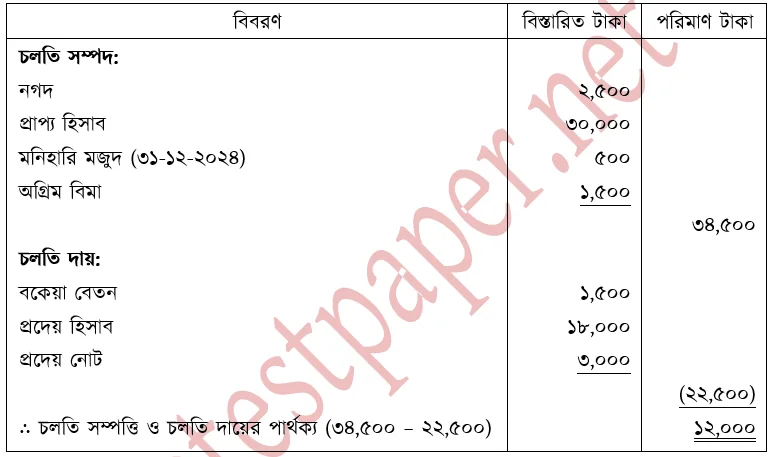 বিবরণ বিস্তারিত টাকা পরিমাণ টাকা
চলতি সম্পদ:
নগদ ২,৫০০
প্রাপ্য হিসাব ৩০,০০০
মনিহারি মজুদ (৩১-১২-২০২৪) ৫০০
অগ্রিম বিমা ১,৫০০
৩৪,৫০০
চলতি দায়:
বকেয়া বেতন ১,৫০০
প্রদেয় হিসাব ১৮,০০০
প্রদেয় নোট ৩,০০০
(২২,৫০০)
∴ চলতি সম্পত্তি ও চলতি দায়ের পার্থক্য (৩৪,৫০০ – ২২,৫০০) ১২,০০০
testpaper.net